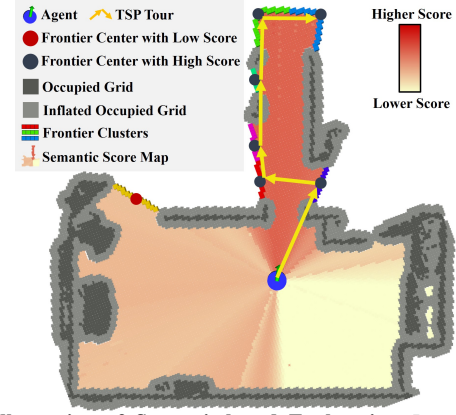 Agent
TSP Tour
Frontier Center with Low Score
Frontier Center with High Score
Occupied Grid
Inflated Occupied Grid
Frontier Clusters
Semantic Score Map
Higher Score
Lower Score